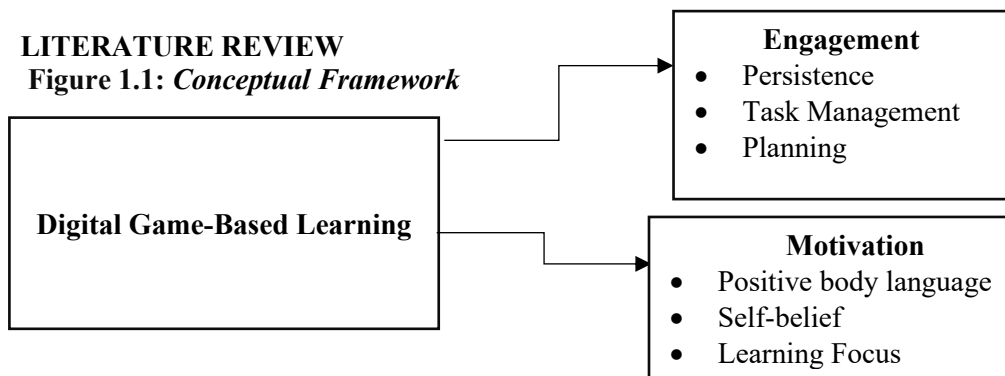 LITERATURE REVIEW
Figure 1.1: Conceptual Framework
Digital Game-Based Learning
Engagement
• Persistence
• Task Management
• Planning
Motivation
• Positive body language
• Self-belief
• Learning Focus